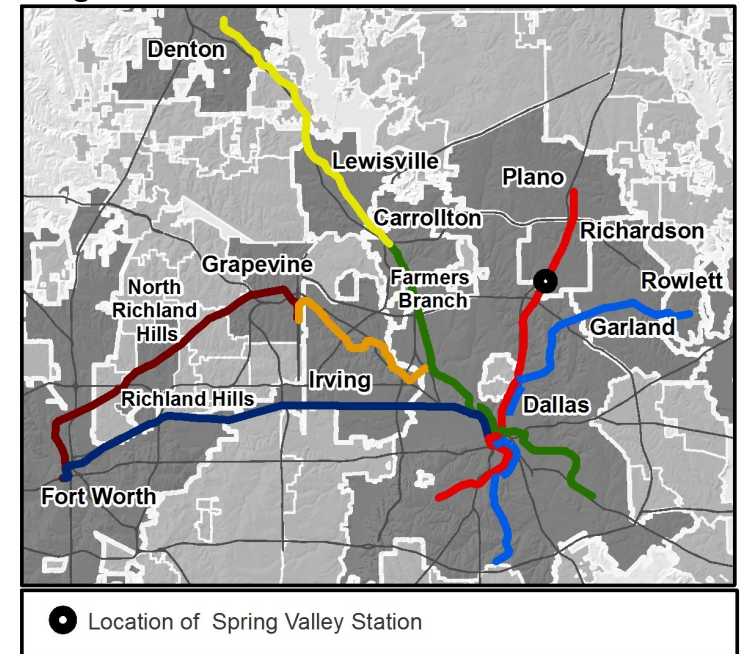 Denton
Lewisville
Plano
Carrollton
Richardson
Grapevine
Farmers
Branch
Rowlett
North
Richland
Hills
Garland
Irving
Richland Hills
Dallas
Fort Worth
Location of Spring Valley Station